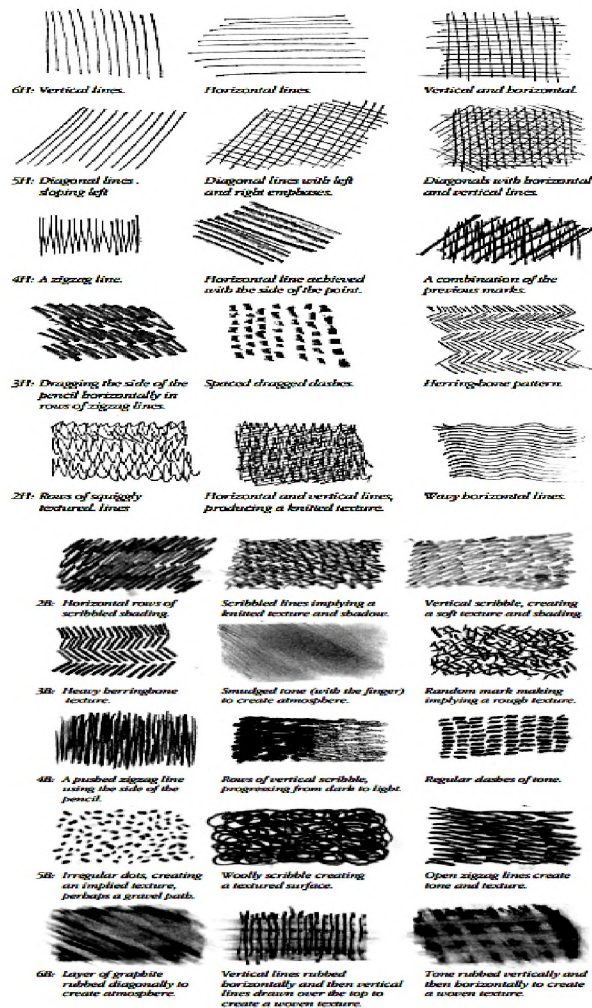 6H: Vertical lines.
Horizontal lines.
Vertical and horizontal.
5H: Diagonal lines .
sloping left
Diagonal lines with left
and right emphases.
Diagonals with horizontal
and vertical lines.
4H: A zigzag line.
Horizontal line achieved
with the side of the point.
A combination of the
previous marks.
3H: Dragging the side of the
pencil horizontally in
rows of zigzag lines.
Spaced dragged dashes.
Herringbone pattern.
2H: Rows of squiggly
textured. lines
Horizontal and vertical lines,
producing a knitted texture.
Wavy horizontal lines.
2B: Horizontal rows of
scribbled shading.
Scribbled lines implying a
knitted texture and shadow.
Vertical scribble, creating
a soft texture and shading.
3B: Heavy herringbone
texture.
Smudged tone (with the finger)
to create atmosphere.
Random mark making
implying a rough texture.
4B: A pushed zigzag line
using the side of the
pencil.
Rows of vertical scribble,
progressing from dark to light.
Regular dashes of tone.
5B: Irregular dots, creating
an implied texture,
perhaps a gravel path.
Woolly scribble creating
a textured surface.
Open zigzag lines create
tone and texture.
6B: Layer of graphite
rubbed diagonally to
create atmosphere.
Vertical lines rubbed
horizontally and then vertical
lines drawn over the top to
create a woven texture.
Tone rubbed vertically and
then horizontally to create
a woven texture.